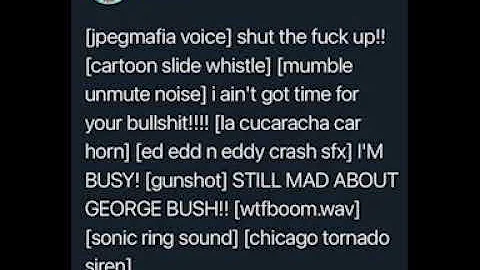 [jpegmafia voice] shut the fuck up!!
[cartoon slide whistle] [mumble
unmute noise] i ain't got time for
your bullshit!!!! [la cucaracha car
horn] [ed edd n eddy crash sfx] I'M
BUSY! [gunshot] STILL MAD ABOUT
GEORGE BUSH!! [wtfboom.wav]
[sonic ring sound] [chicago tornado
siren]